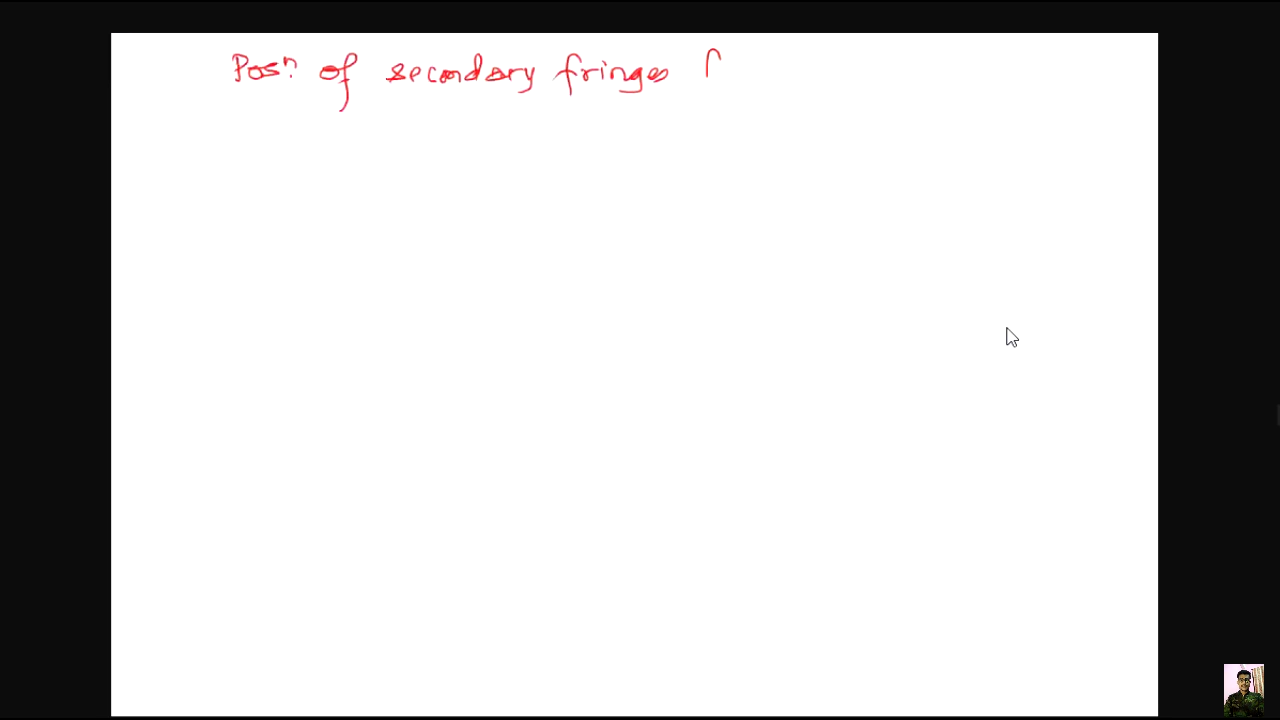 Posⁿ. of secondary fringes